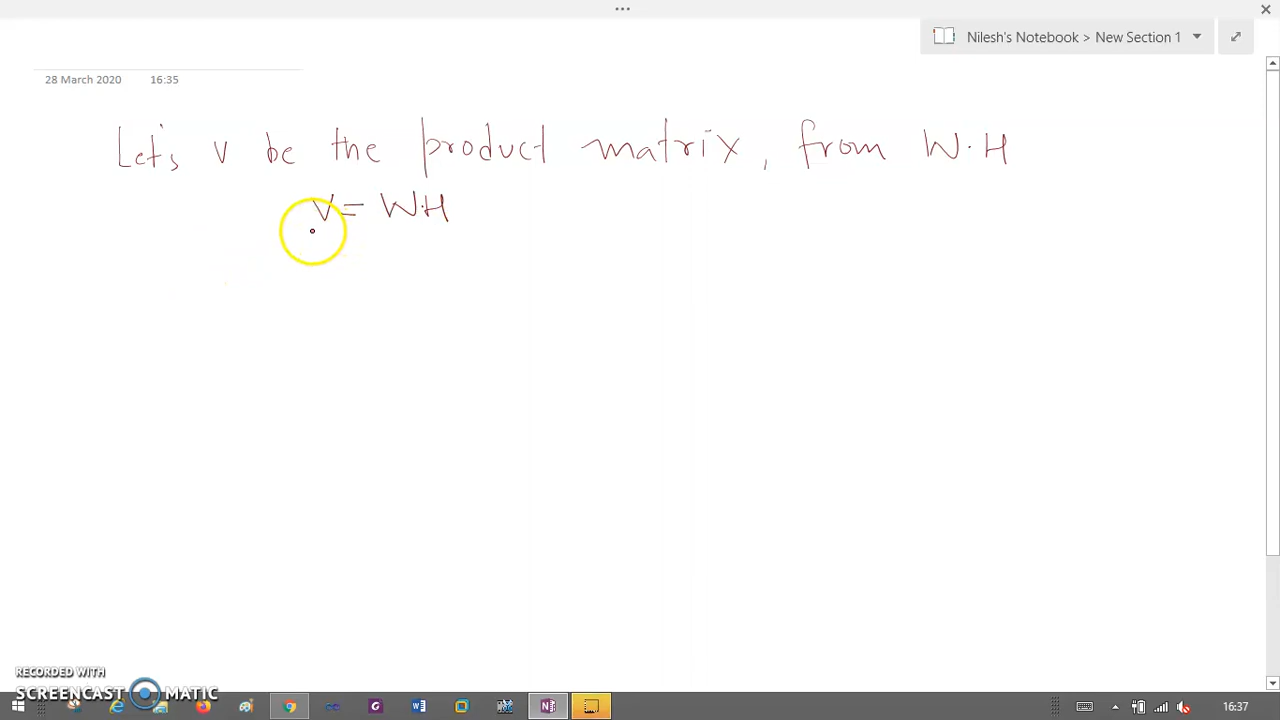 Nilesh's Notebook > New Section 1
28 March 2020 16:35
Let's V be the product matrix, from W.H
V = W.H
RECORDED WITH
SCREENCAST MATIC
16:37